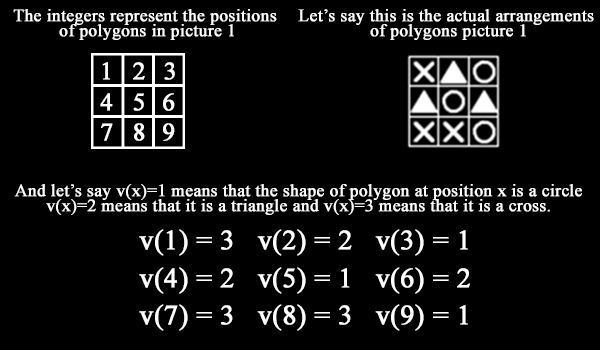 The integers represent the positions
of polygons in picture 1
Let's say this is the actual arrangements
of polygons picture 1
1 2 3
4 5 6
7 8 9
And let's say v(x)=1 means that the shape of polygon at position x is a circle
v(x)=2 means that it is a triangle and v(x)=3 means that it is a cross.
v(1) = 3 v(2) = 2 v(3) = 1
v(4) = 2 v(5) = 1 v(6) = 2
v(7) = 3 v(8) = 3 v(9) = 1